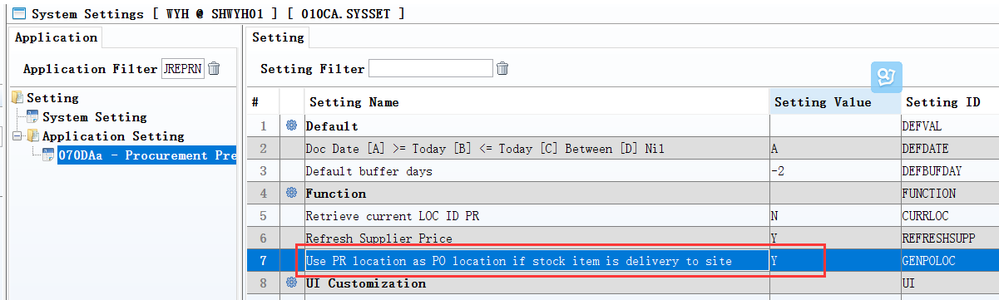 System Settings [ WYH @ SHWYH01 ] [ 010CA.SYSSET ]
Application
Application Filter JREPRN
Setting
System Setting
Application Setting
070DAa - Procurement Pre
Setting
Setting Filter
# Setting Name Setting Value Setting ID
1 Default DEFVAL
2 Doc Date [A] >= Today [B] <= Today [C] Between [D] Nil A DEFDATE
3 Default buffer days -2 DEFBUFDAY
4 Function FUNCTION
5 Retrieve current LOC ID PR N CURRLOC
6 Refresh Supplier Price Y REFRESHSUPP
7 Use PR location as PO location if stock item is delivery to site Y GENPOLOC
8 UI Customization UI